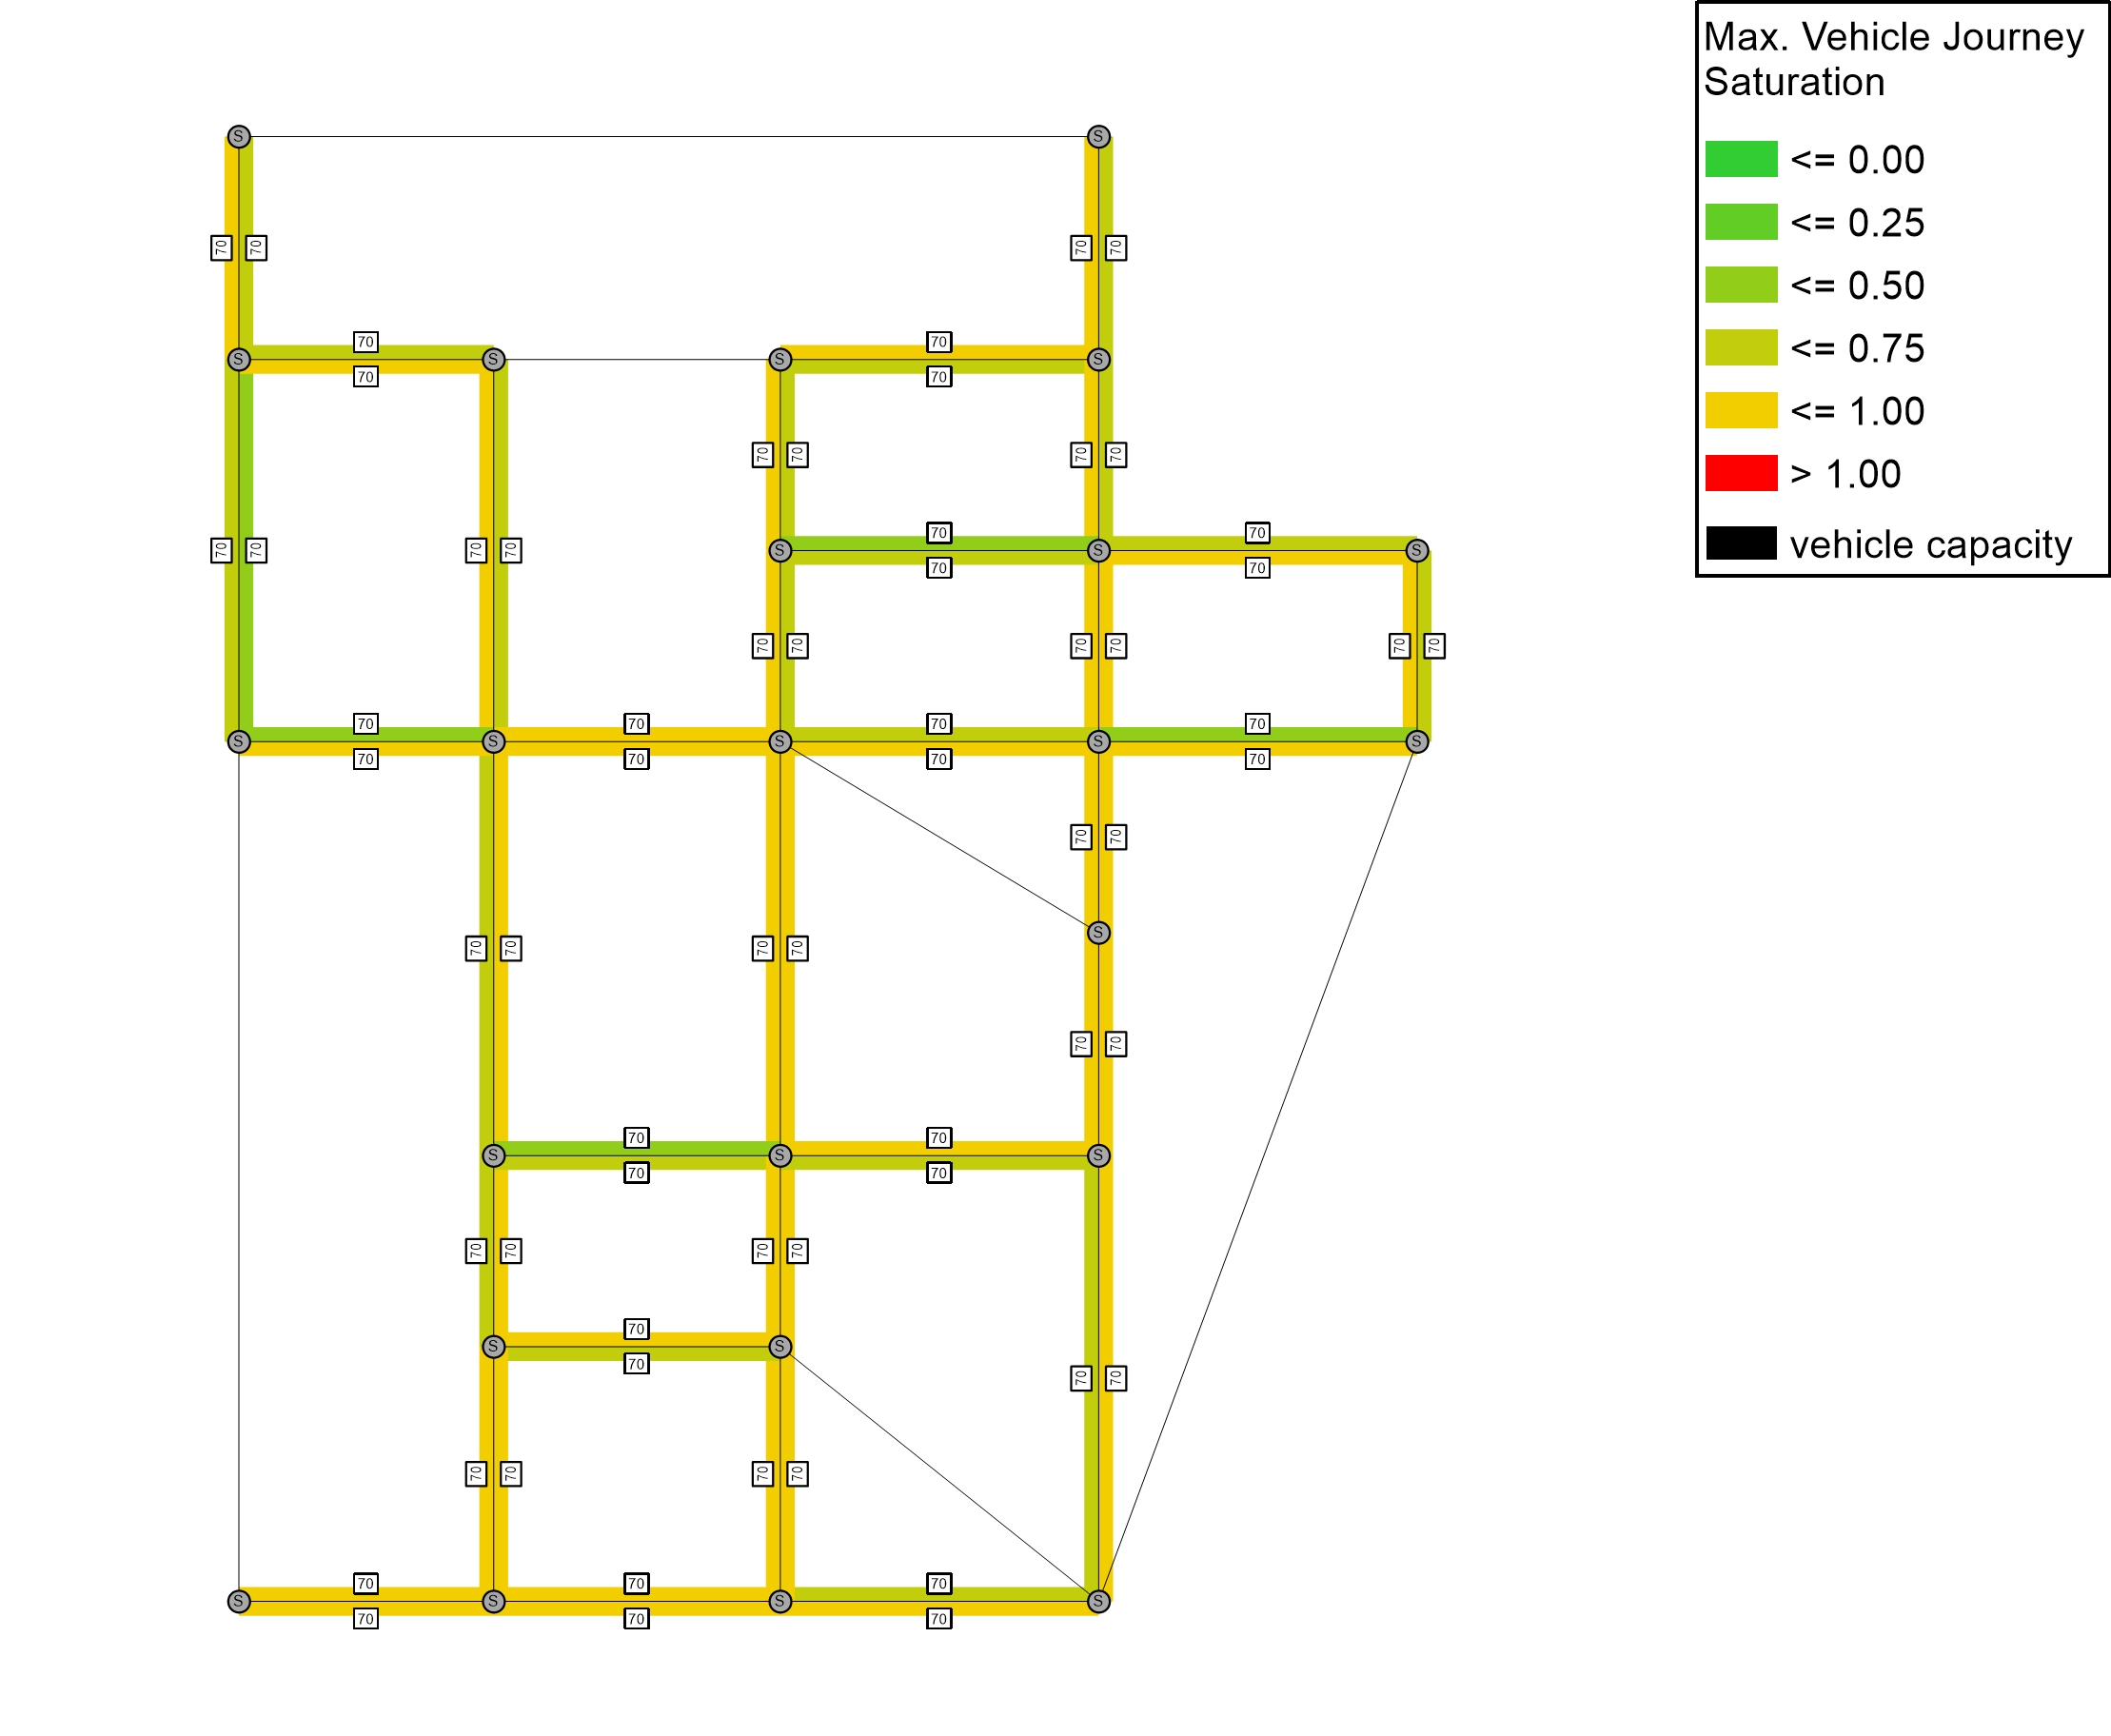 Max. Vehicle Journey
Saturation
<= 0.00
<= 0.25
<= 0.50
<= 0.75
<= 1.00
> 1.00
vehicle capacity
S S
70 70 70 70
70 70
S S S S
70 70
70 70 70 70
70 70
70 70 70 70 S S S
70 70
70 70 70 70 70 70
70 70 70 70
S S S S S
70 70 70 70
70 70
S
70 70 70 70
70 70
70 70
S S S
70 70
70 70 70 70
70
S S
70
70 70
70 70 70 70
70 70 70
S S S S
70 70 70